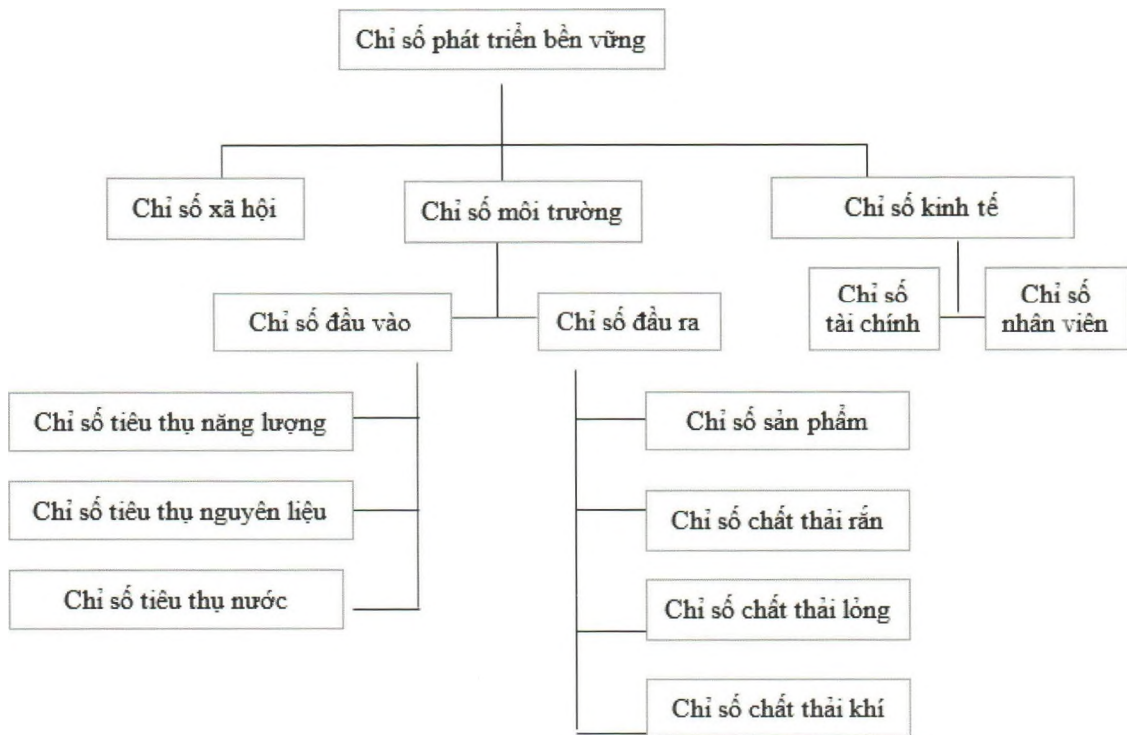 Chỉ số phát triển bền vững
Chỉ số xã hội
Chỉ số môi trường
Chỉ số kinh tế
Chỉ số đầu vào
Chỉ số đầu ra
Chỉ số
tài chính
Chỉ số
nhân viên
Chỉ số tiêu thụ năng lượng
Chỉ số tiêu thụ nguyên liệu
Chỉ số tiêu thụ nước
Chỉ số sản phẩm
Chỉ số chất thải rắn
Chỉ số chất thải lỏng
Chỉ số chất thải khí